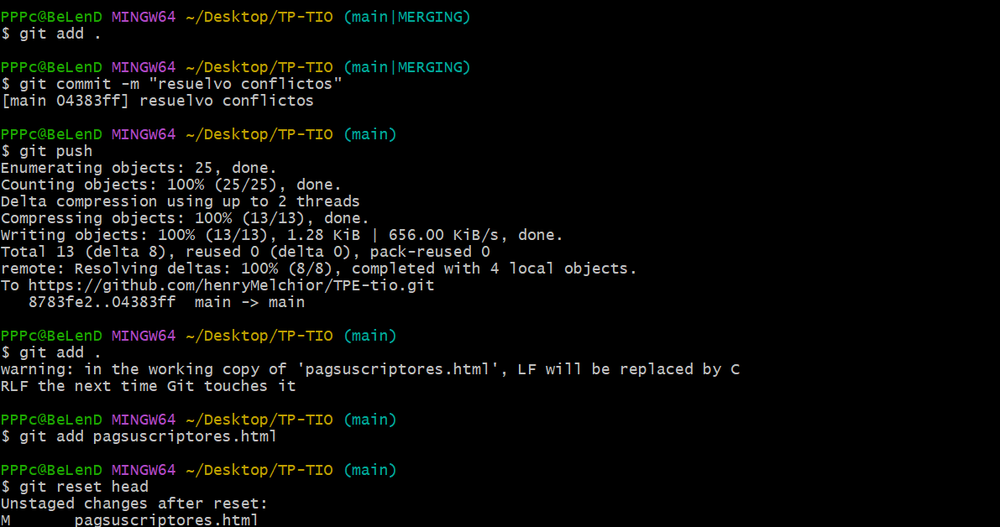 PPPc@BeLenD MINGW64 ~/Desktop/TP-TIO (main|MERGING)
$ git add .
PPPc@BeLenD MINGW64 ~/Desktop/TP-TIO (main|MERGING)
$ git commit -m "resuelvo conflictos"
[main 04383ff] resuelvo conflictos
PPPc@BeLenD MINGW64 ~/Desktop/TP-TIO (main)
$ git push
Enumerating objects: 25, done.
Counting objects: 100% (25/25), done.
Delta compression using up to 2 threads
Compressing objects: 100% (13/13), done.
Writing objects: 100% (13/13), 1.28 KiB | 656.00 KiB/s, done.
Total 13 (delta 8), reused 0 (delta 0), pack-reused 0
remote: Resolving deltas: 100% (8/8), completed with 4 local objects.
To https://github.com/henryMelchior/TPE-tio.git
   8783fe2..04383ff  main -> main
PPPc@BeLenD MINGW64 ~/Desktop/TP-TIO (main)
$ git add .
warning: in the working copy of 'pagsuscriptores.html', LF will be replaced by C
RLF the next time Git touches it
PPPc@BeLenD MINGW64 ~/Desktop/TP-TIO (main)
$ git add pagsuscriptores.html
PPPc@BeLenD MINGW64 ~/Desktop/TP-TIO (main)
$ git reset head
Unstaged changes after reset:
M       pagsuscriptores.html